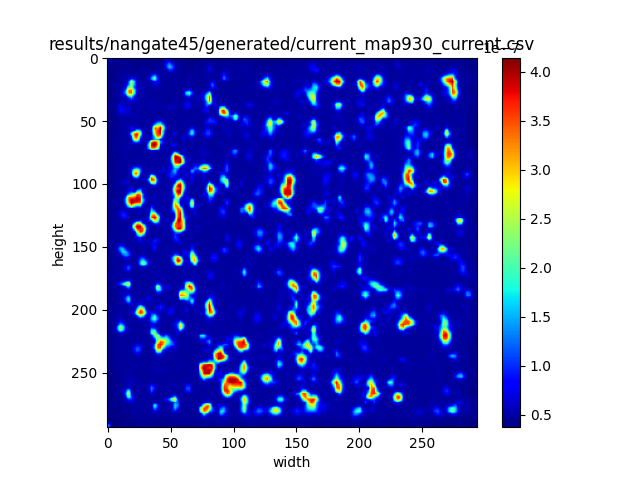 results/nangate45/generated/current_map930_current.csv
1e−7
0
50
100
150
200
250
height
0 50 100 150 200 250
width
4.0
3.5
3.0
2.5
2.0
1.5
1.0
0.5